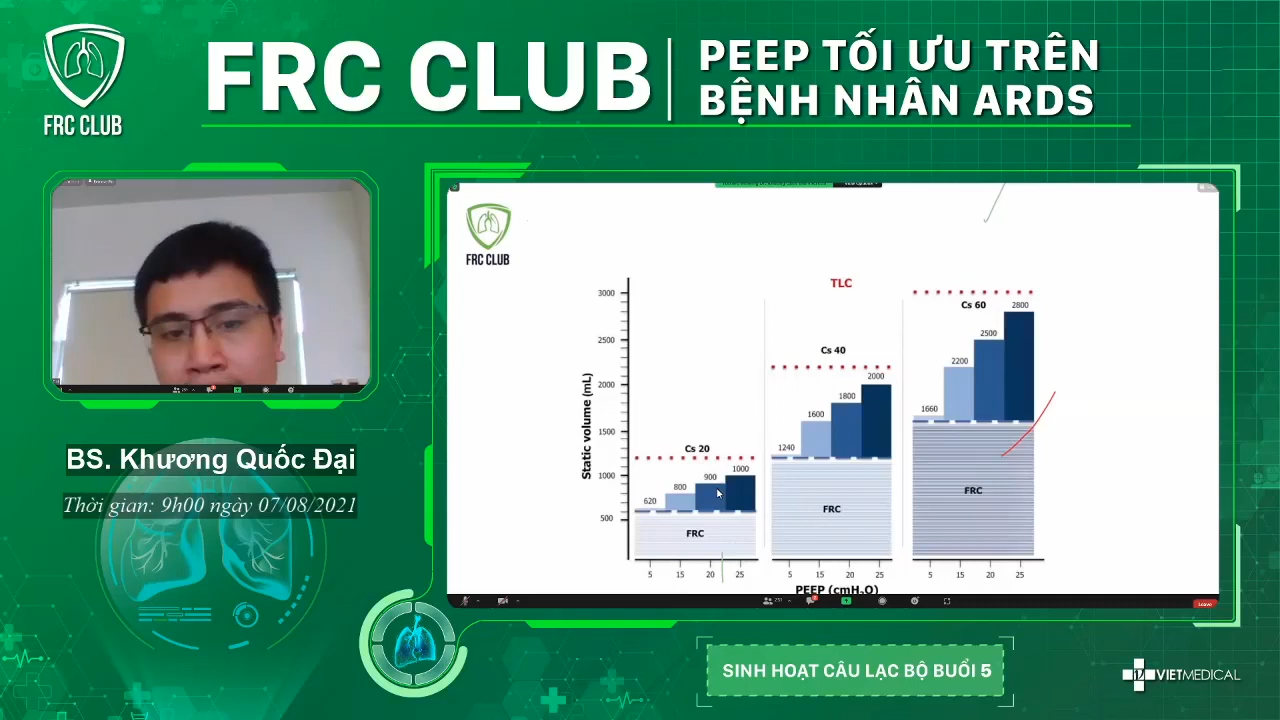 FRC CLUB
FRC CLUB
PEEP TỐI ƯU TRÊN
BỆNH NHÂN ARDS
FRC CLUB
TLC
Cs 20
Cs 40
Cs 60
Static volume (mL)
3000
2500
2000
1500
1000
500
620
800
900
1000
1240
1600
1800
2000
1660
2200
2500
2800
FRC
FRC
FRC
5
15
20
25
5
15
20
25
5
15
20
25
PEEP (cmH₂O)
Leave
BS. Khương Quốc Đại
Thời gian: 9h00 ngày 07/08/2021
SINH HOẠT CÂU LẠC BỘ BUỔI 5
VIETMEDICAL